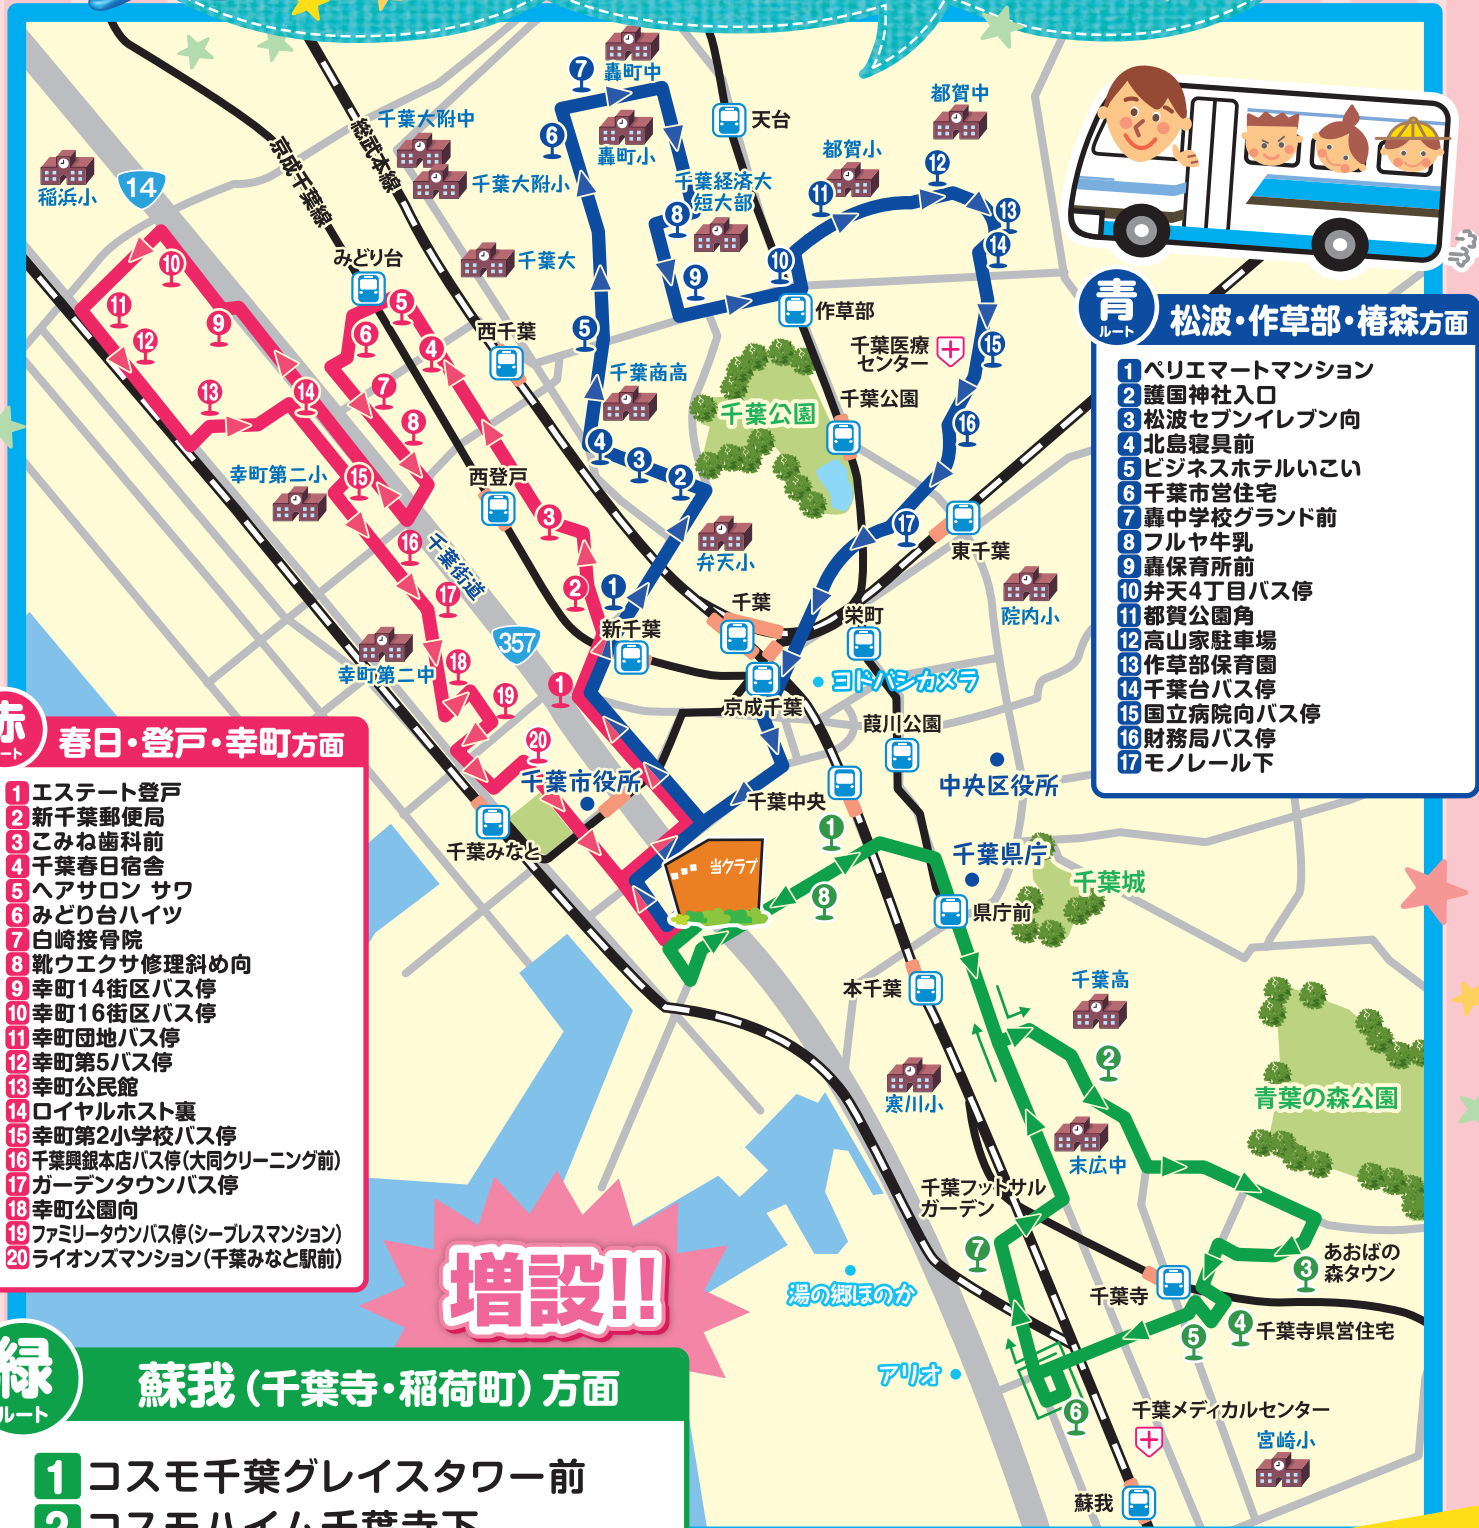 轟町中
天台
都賀中
都賀小
轟町小
千葉大附中
千葉大附小
千葉大
稲浜小
14
京成千葉線
総武本線
みどり台
西千葉
千葉経済大
短大部
作草部
千葉医療
センター
千葉公園
千葉公園
千葉商高
西登戸
幸町第二小
千葉街道
357
新千葉
弁天小
東千葉
院内小
千葉
栄町
ヨドバシカメラ
京成千葉
葭川公園
中央区役所
幸町第二中
千葉市役所
千葉中央
千葉みなと
当クラブ
千葉県庁
千葉城
県庁前
本千葉
千葉高
寒川小
末広中
青葉の森公園
千葉フットサル
ガーデン
あおばの
森タウン
千葉寺
千葉寺県営住宅
湯の郷ほのか
アリオ
千葉メディカルセンター
宮崎小
蘇我
青
ルート
松波・作草部・椿森方面
1 ペリエマートマンション
2 護国神社入口
3 松波セブンイレブン向
4 北島寝具前
5 ビジネスホテルいこい
6 千葉市営住宅
7 轟中学校グランド前
8 フルヤ牛乳
9 轟保育所前
10 弁天4丁目バス停
11 都賀公園角
12 高山家駐車場
13 作草部保育園
14 千葉台バス停
15 国立病院向バス停
16 財務局バス停
17 モノレール下
赤
ート
春日・登戸・幸町方面
1 エステート登戸
2 新千葉郵便局
3 こみね歯科前
4 千葉春日宿舎
5 ヘアサロン サワ
6 みどり台ハイツ
7 白崎接骨院
8 靴ウエクサ修理斜め向
9 幸町14街区バス停
10 幸町16街区バス停
11 幸町団地バス停
12 幸町第5バス停
13 幸町公民館
14 ロイヤルホスト裏
15 幸町第2小学校バス停
16 千葉興銀本店バス停(大同クリーニング前)
17 ガーデンタウンバス停
18 幸町公園向
19 ファミリータウンバス停(シーブレスマンション)
20 ライオンズマンション(千葉みなと駅前)
増設!!
緑
ルート
蘇我(千葉寺・稲荷町)方面
1 コスモ千葉グレイスタワー前
2 コスモハイム千葉寺下